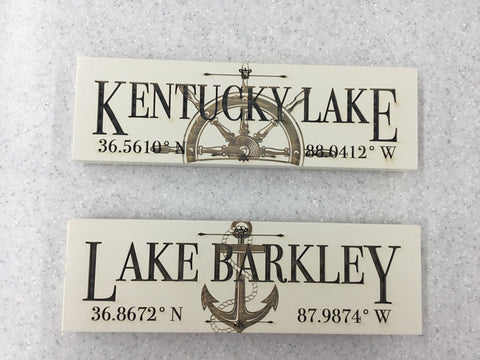 KENTUCKY LAKE
36.5610° N 88.0412° W
LAKE BARKLEY
36.8672° N 87.9874° W